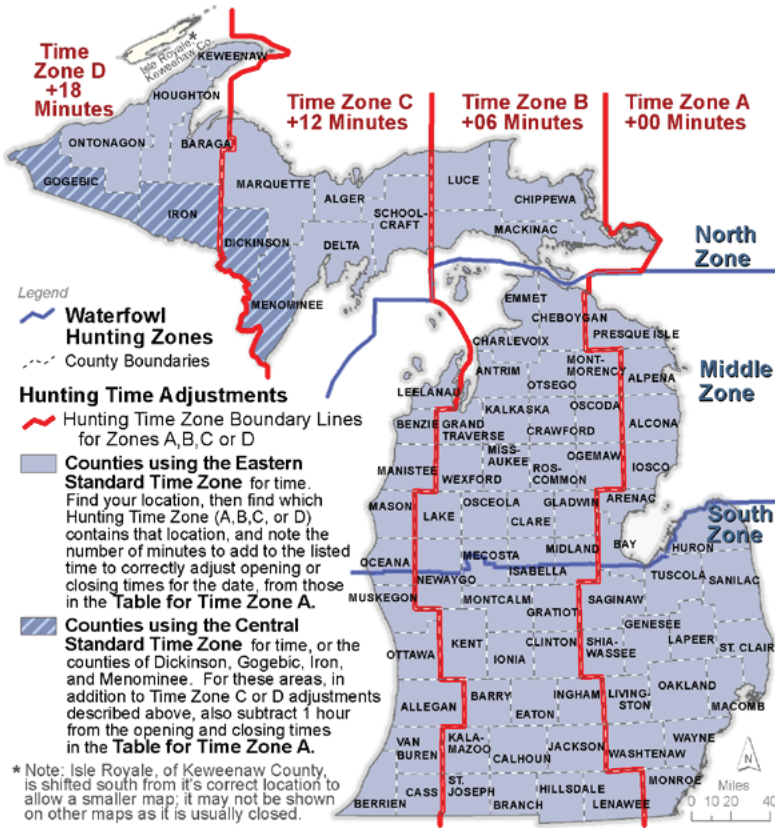 Time
Zone D
+18
Minutes
Isle Royale,*
Keweenaw Co.
Time Zone C
+12 Minutes
Time Zone B
+06 Minutes
Time Zone A
+00 Minutes
KEWEENAW
HOUGHTON
ONTONAGON
BARAGA
GOGEBIC
IRON
MARQUETTE
ALGER
LUCE
CHIPPEWA
SCHOOL-
CRAFT
MACKINAC
DICKINSON
DELTA
MENOMINEE
North
Zone
Middle
Zone
South
Zone
EMMET
CHEBOYGAN
PRESQUE ISLE
CHARLEVOIX
ANTRIM
OTSEGO
MONT-
MORENCY
ALPENA
LEELANAU
KALKASKA
OSCODA
BENZIE
GRAND
TRAVERSE
CRAWFORD
ALCONA
MANISTEE
WEXFORD
MISS-
AUKEE
ROS-
COMMON
OGEMAW
IOSCO
MASON
LAKE
OSCEOLA
CLARE
GLADWIN
ARENAC
OCEANA
NEWAYGO
MECOSTA
ISABELLA
MIDLAND
BAY
HURON
MUSKEGON
MONTCALM
GRATIOT
SAGINAW
TUSCOLA
SANILAC
OTTAWA
KENT
IONIA
CLINTON
SHIA-
WASSEE
GENESEE
LAPEER
ST. CLAIR
ALLEGAN
BARRY
EATON
INGHAM
LIVING-
STON
OAKLAND
MACOMB
VAN
BUREN
KALA-
MAZOO
CALHOUN
JACKSON
WASHTENAW
WAYNE
BERRIEN
CASS
ST.
JOSEPH
BRANCH
HILLSDALE
LENAWEE
MONROE
Legend
Waterfowl
Hunting Zones
County Boundaries
Hunting Time Adjustments
Hunting Time Zone Boundary Lines
for Zones A,B,C or D
Counties using the Eastern
Standard Time Zone for time.
Find your location, then find which
Hunting Time Zone (A,B,C, or D)
contains that location, and note the
number of minutes to add to the listed
time to correctly adjust opening or
closing times for the date, from those
in the Table for Time Zone A.
Counties using the Central
Standard Time Zone for time, or the
counties of Dickinson, Gogebic, Iron,
and Menominee. For these areas, in
addition to Time Zone C or D adjustments
described above, also subtract 1 hour
from the opening and closing times
in the Table for Time Zone A.
* Note: Isle Royale, of Keweenaw County,
is shifted south from it's correct location to
allow a smaller map; it may not be shown
on other maps as it is usually closed.
N
Miles
0 10 20 40